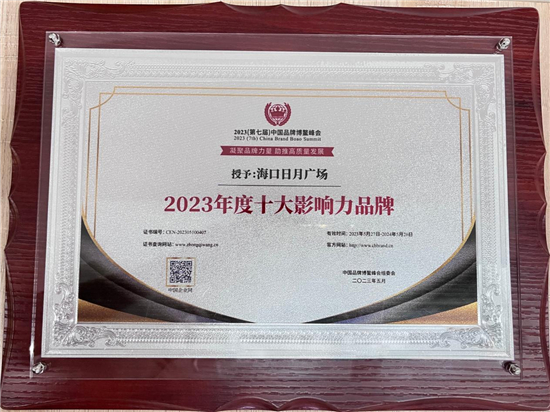 2023(第七届)中国品牌博鳌峰会
2023 (7th) China Brand Boao Summit
凝聚品牌力量 助推高质量发展
授予:海口日月广场
2023年度十大影响力品牌
证书编号：CEN-202305100407
有效时间：2023年5月27日-2024年5月26日
证书查询网站：www.zhongqiwang.cn
官方网站：http://www.cbbrand.cn
中国企业网
中国品牌博鳌峰会组委会
二〇二三年五月